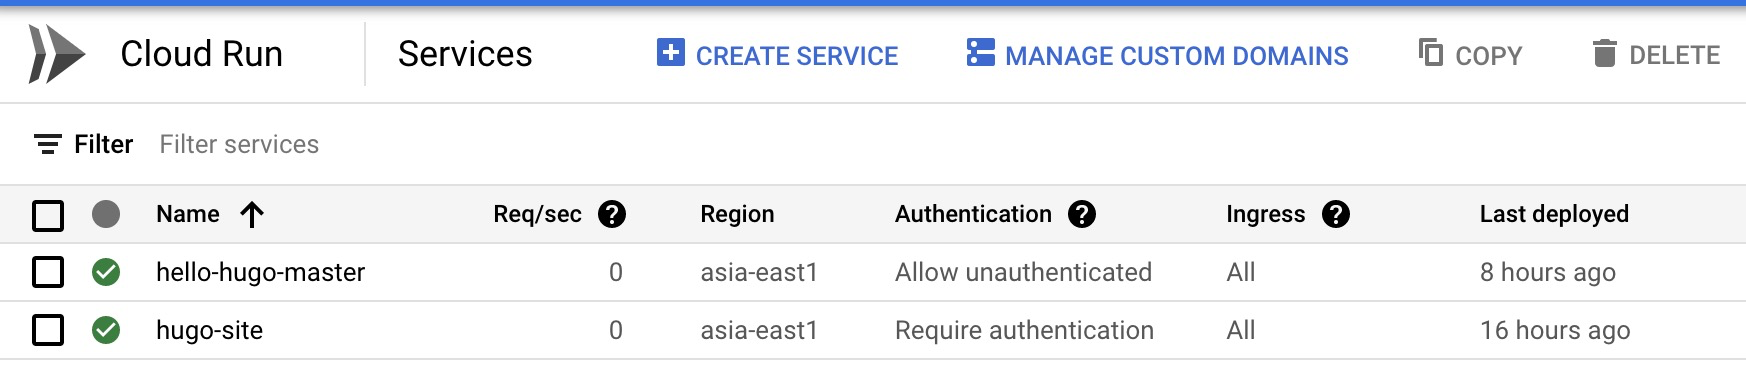 Cloud Run Services CREATE SERVICE MANAGE CUSTOM DOMAINS COPY DELETE
Filter Filter services
Name Req/sec ? Region Authentication ? Ingress ? Last deployed
hello-hugo-master 0 asia-east1 Allow unauthenticated All 8 hours ago
hugo-site 0 asia-east1 Require authentication All 16 hours ago